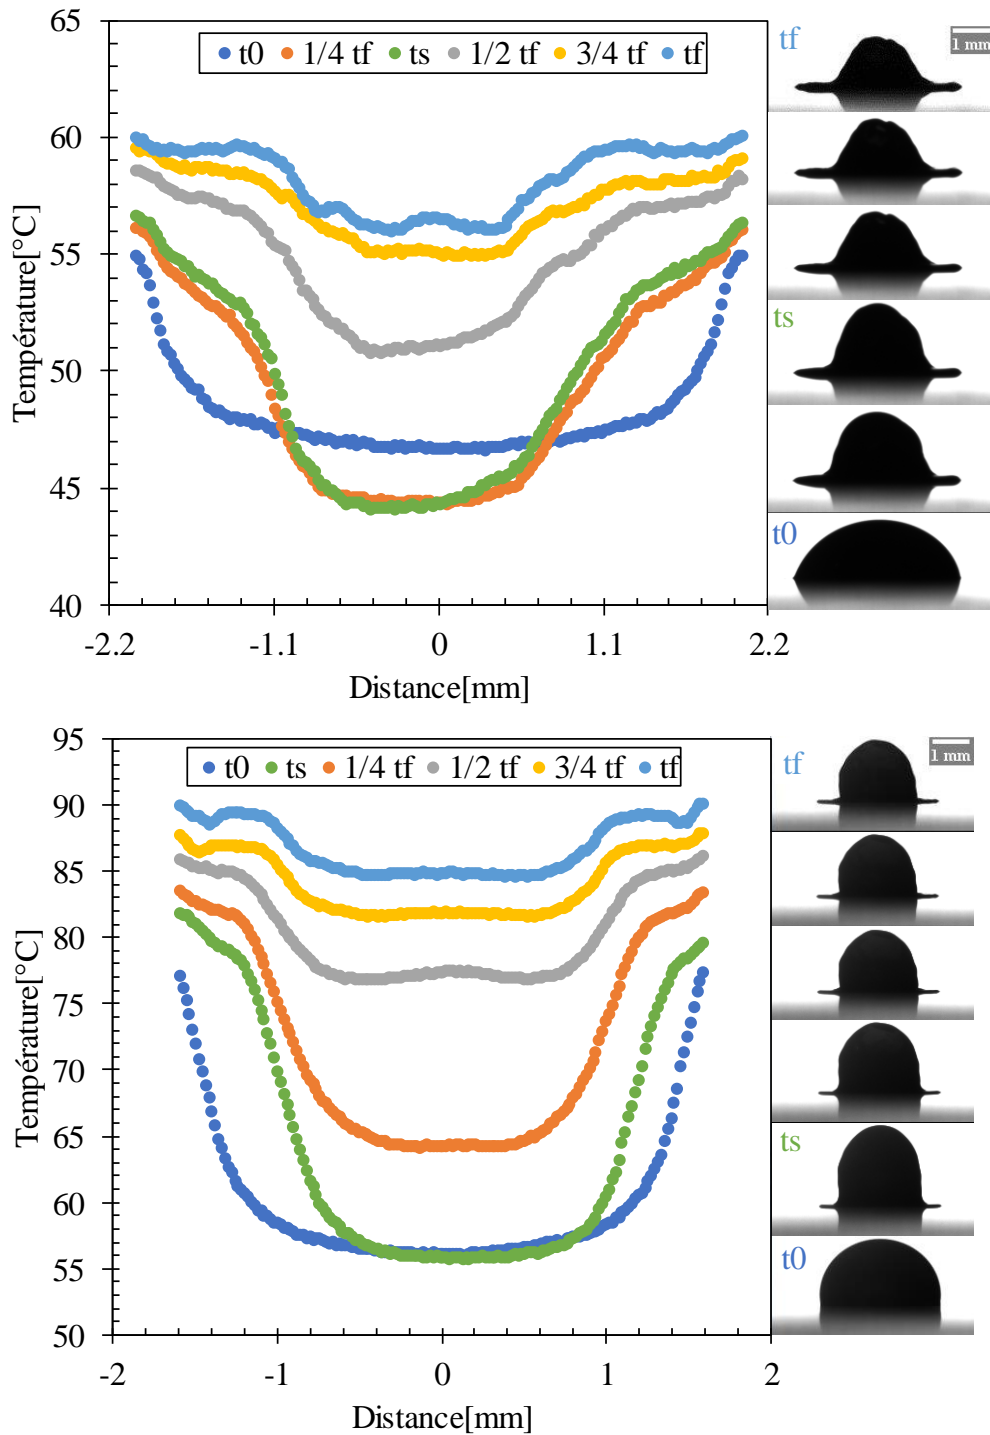 65
60
55
50
45
40
Température[°C]
t0 1/4 tf ts 1/2 tf 3/4 tf tf
-2.2 -1.1 0 1.1 2.2
Distance[mm]
tf
1 mm
ts
t0
95
90
85
80
75
70
65
60
55
50
Température[°C]
t0 ts 1/4 tf 1/2 tf 3/4 tf tf
-2 -1 0 1 2
Distance[mm]
tf
1 mm
ts
t0